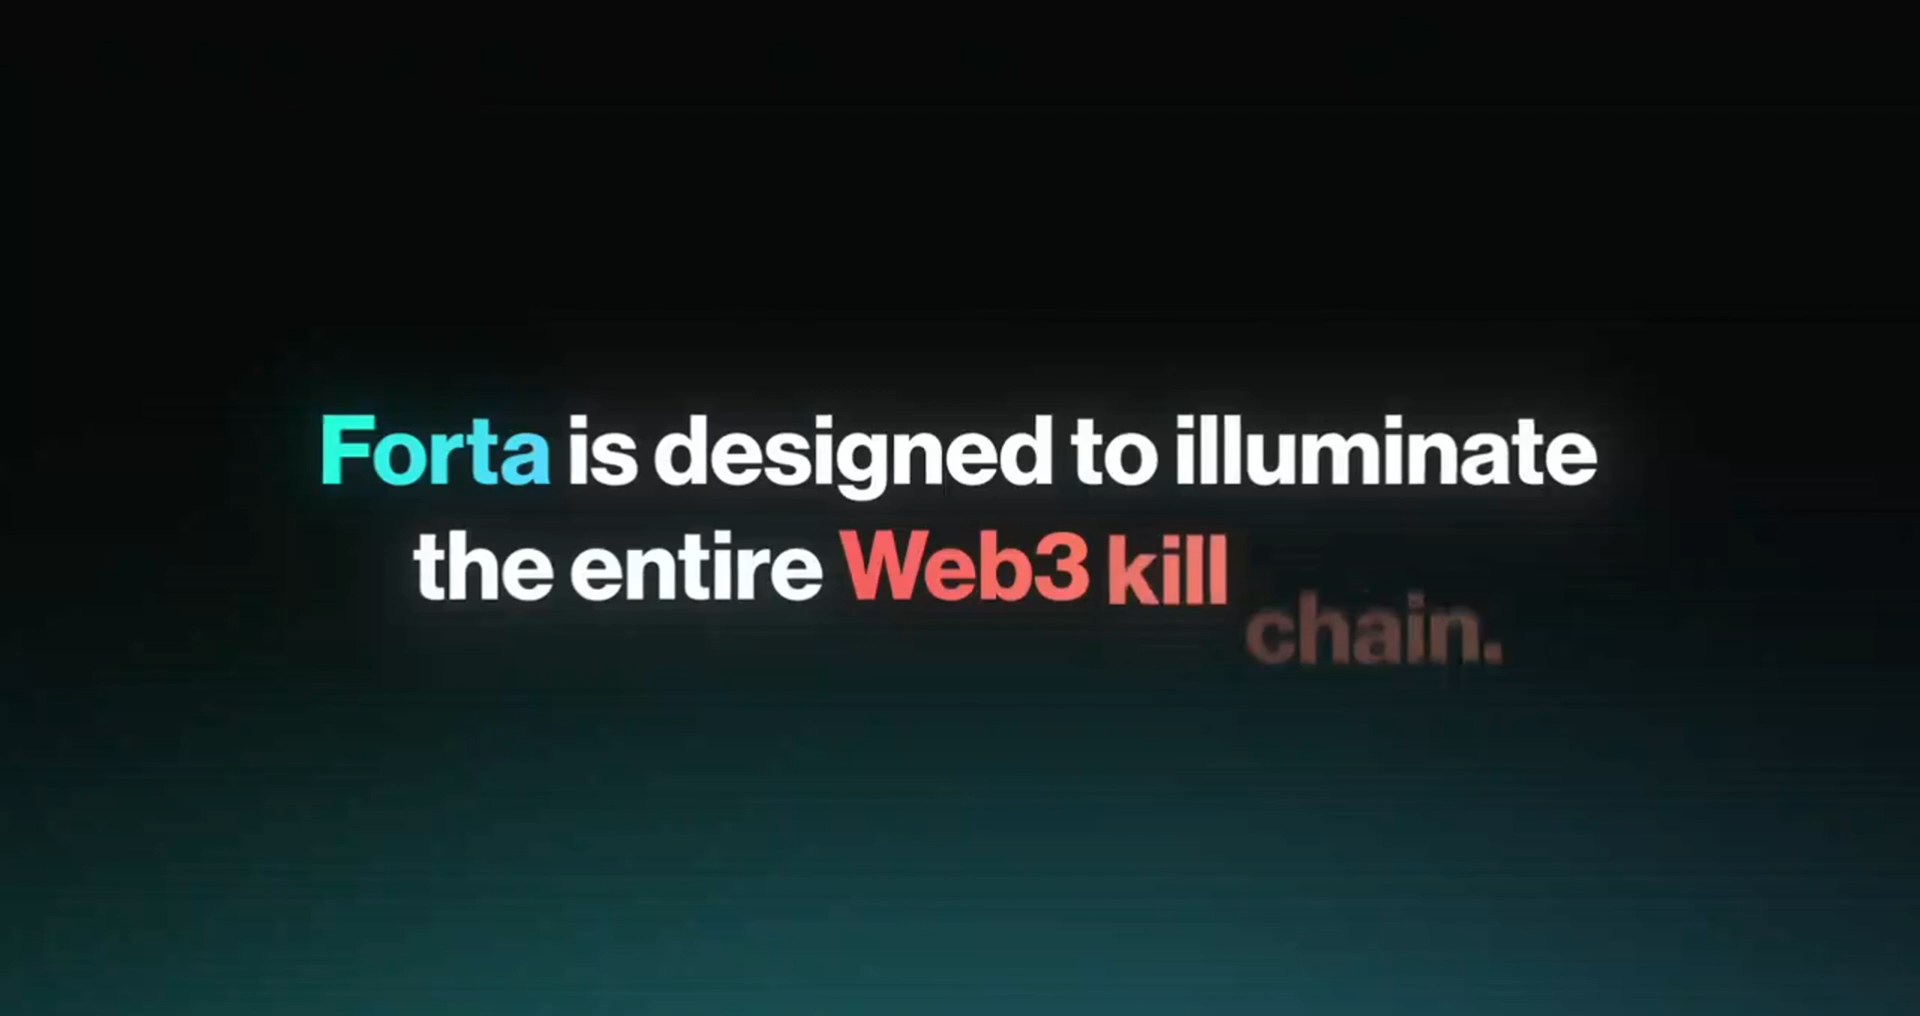 Forta is designed to illuminate
the entire Web3 kill chain.